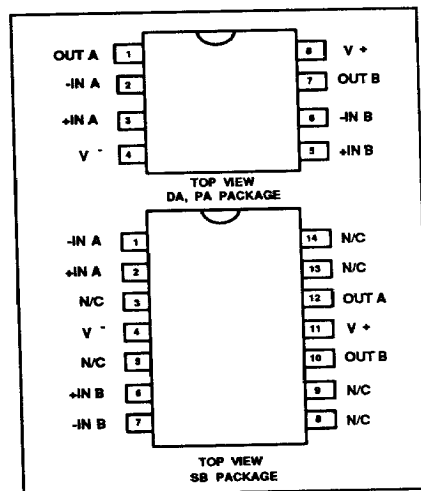 OUT A 1 8 V +
-IN A 2 7 OUT B
+IN A 3 6 -IN B
V - 4 5 +IN B
TOP VIEW
DA, PA PACKAGE
-IN A 1 14 N/C
+IN A 2 13 N/C
N/C 3 12 OUT A
V - 4 11 V +
N/C 5 10 OUT B
+IN B 6 9 N/C
-IN B 7 8 N/C
TOP VIEW
SB PACKAGE